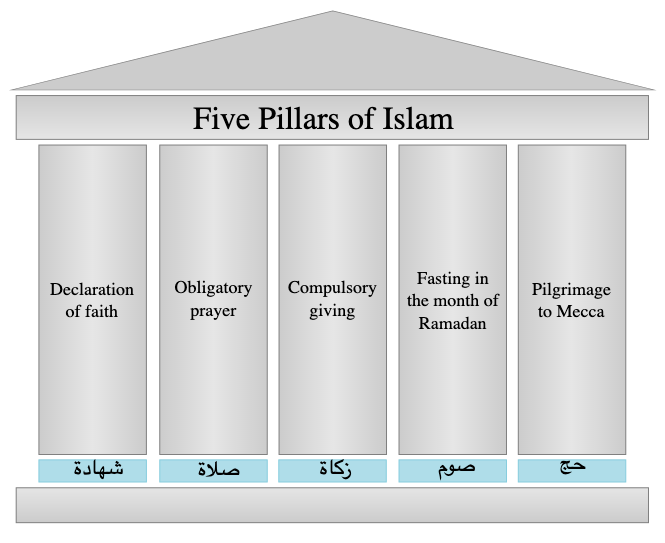 Five Pillars of Islam
Declaration
of faith
Obligatory
prayer
Compulsory
giving
Fasting in
the month of
Ramadan
Pilgrimage
to Mecca
شهادة
صلاة
زكاة
صوم
حج